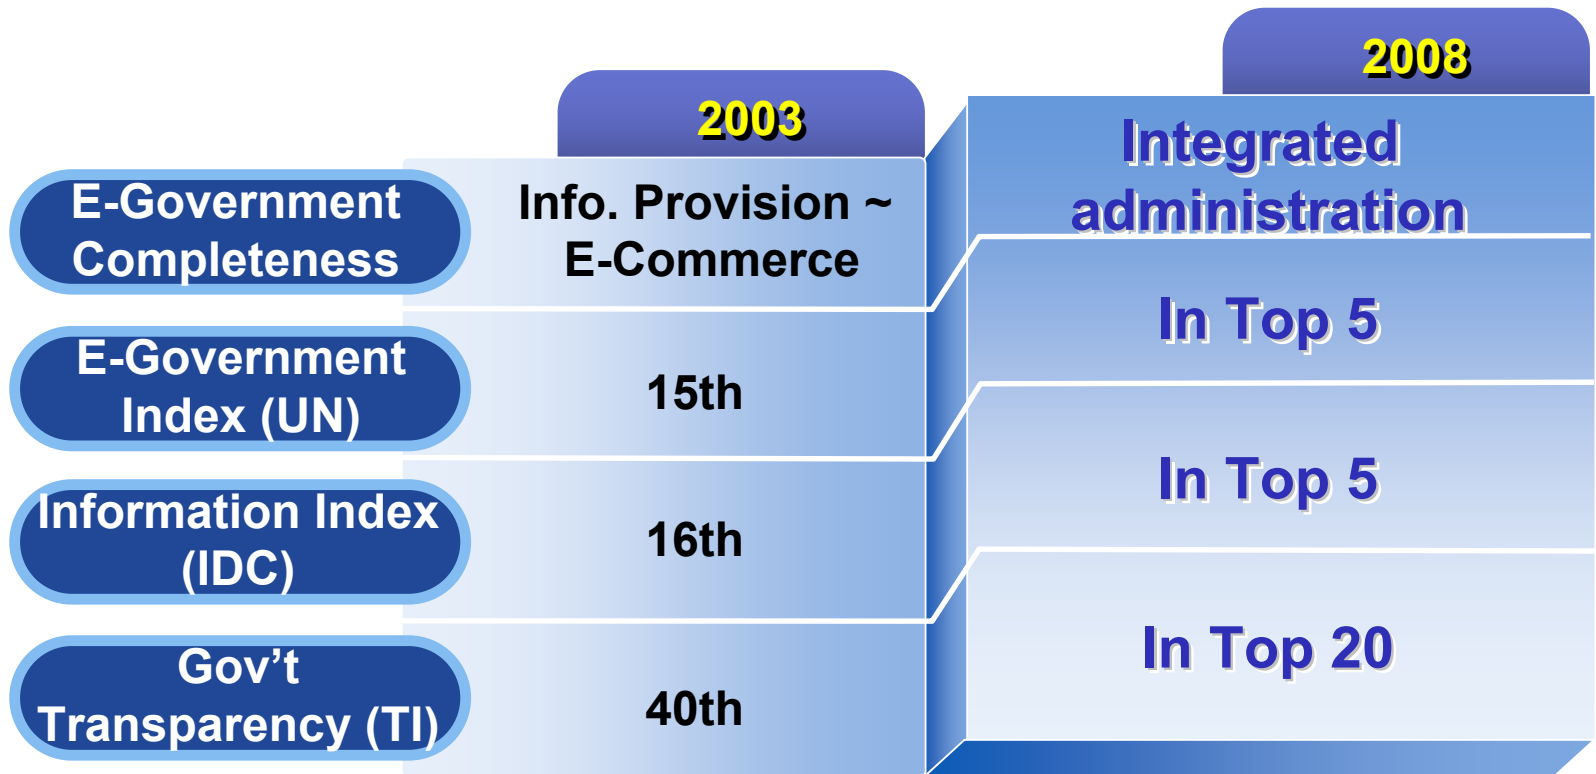 2008
2003
E-Government
Completeness
Info. Provision ~
E-Commerce
Integrated
administration
E-Government
Index (UN)
15th
In Top 5
Information Index
(IDC)
16th
In Top 5
Gov’t
Transparency (TI)
40th
In Top 20